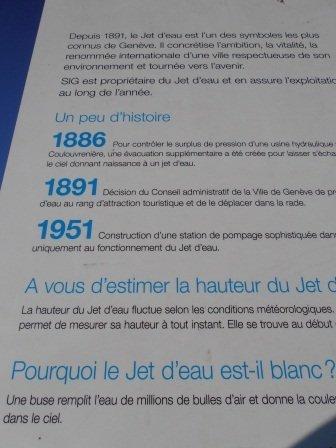 Depuis 1891, le Jet d'eau est l'un des symboles les plus
connus de Genève. Il concrétise l'ambition, la vitalité, la
renommée internationale d'une ville respectueuse de son
environnement et tournée vers l'avenir.
SIG est propriétaire du Jet d'eau et en assure l'exploitation
au long de l'année.
Un peu d'histoire
1886 Pour contrôler le surplus de pression d'une usine hydraulique
Coulouvrenière, une évacuation supplémentaire a été créée pour laisser
le ciel donnant naissance à un jet d'eau.
1891 Décision du Conseil administratif de la Ville de Genève de
d'eau au rang d'attraction touristique et de le déplacer dans la rade.
1951 Construction d'une station de pompage sophistiquée
uniquement au fonctionnement du Jet d'eau.
A vous d'estimer la hauteur du Jet
La hauteur du Jet d'eau fluctue selon les conditions météorologiques.
permet de mesurer sa hauteur à tout instant. Elle se trouve au début
Pourquoi le Jet d'eau est-il blanc?
Une buse remplit l'eau de millions de bulles d'air et donne la
dans le ciel.